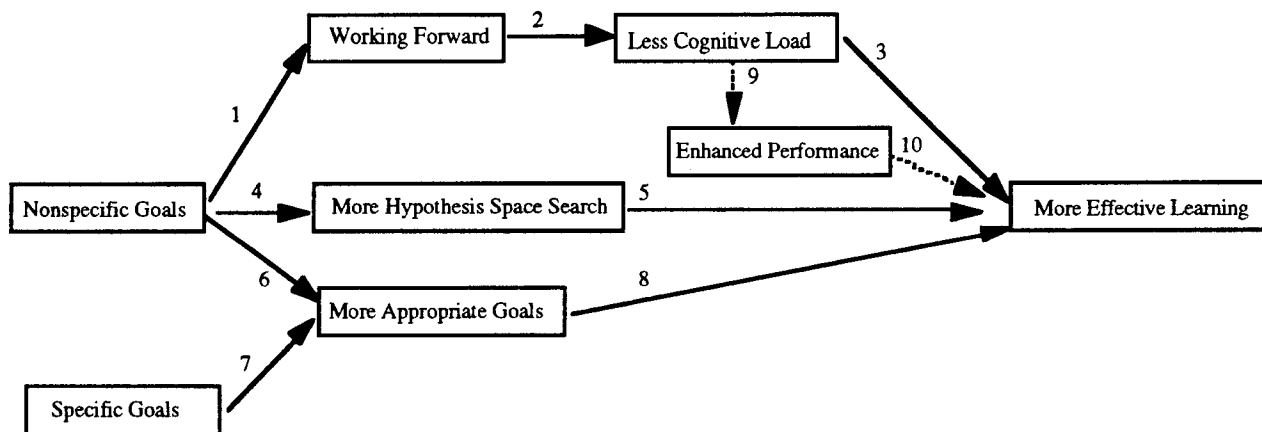 2
Working Forward
Less Cognitive Load
3
9
1
Enhanced Performance
10
4
5
Nonspecific Goals
More Hypothesis Space Search
More Effective Learning
6
8
More Appropriate Goals
7
Specific Goals